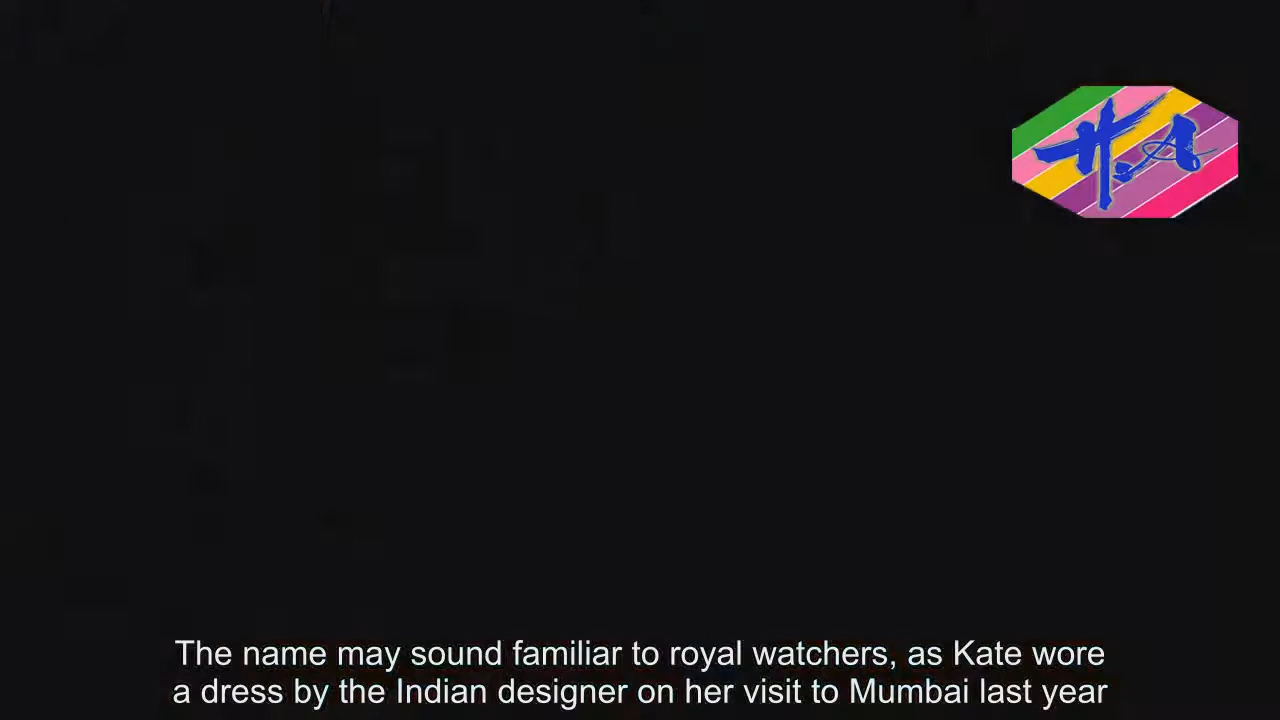 H.A
The name may sound familiar to royal watchers, as Kate wore
a dress by the Indian designer on her visit to Mumbai last year